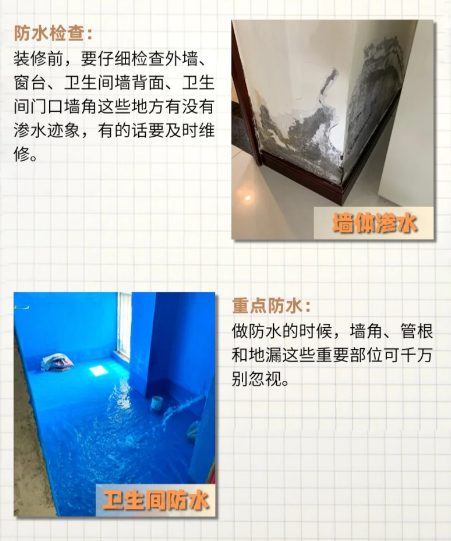 防水检查：
装修前，要仔细检查外墙、
窗台、卫生间墙背面、卫生
间门口墙角这些地方有没有
渗水迹象，有的话要及时维
修。
墙体渗水
重点防水：
做防水的时候，墙角、管根
和地漏这些重要部位可千万
别忽视。
卫生间防水